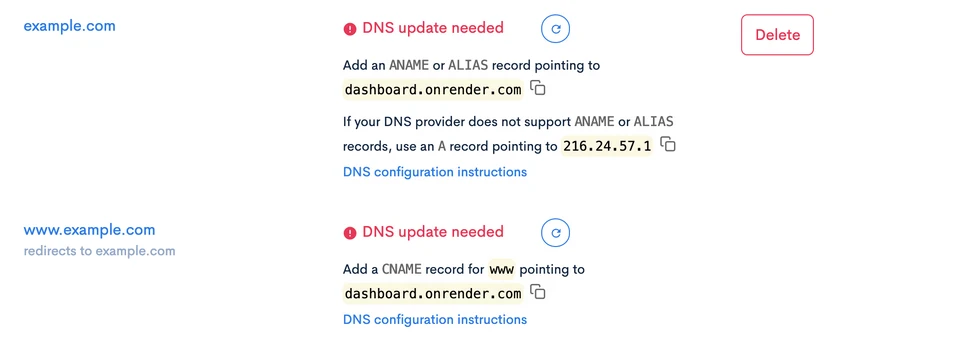 example.com
DNS update needed
Delete
Add an ANAME or ALIAS record pointing to
dashboard.onrender.com
If your DNS provider does not support ANAME or ALIAS
records, use an A record pointing to 216.24.57.1
DNS configuration instructions
www.example.com
redirects to example.com
DNS update needed
Add a CNAME record for www pointing to
dashboard.onrender.com
DNS configuration instructions